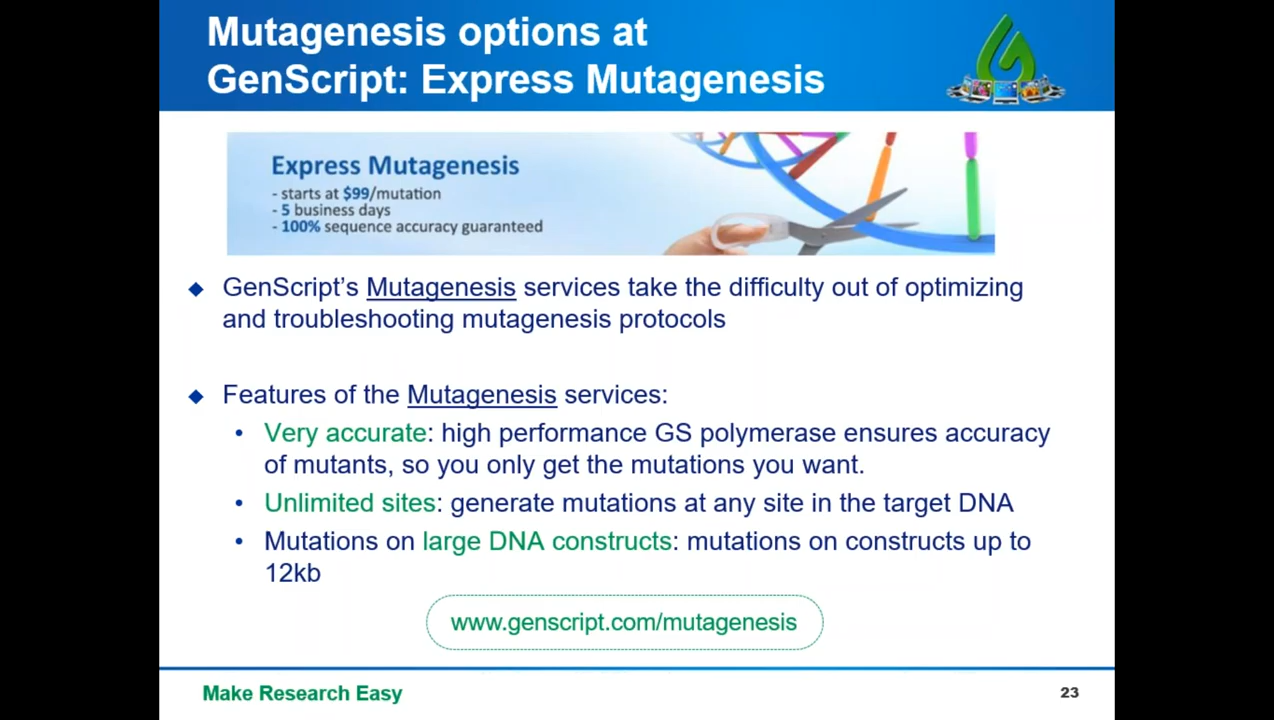 Mutagenesis options at
GenScript: Express Mutagenesis
Express Mutagenesis
- starts at $99/mutation
- 5 business days
- 100% sequence accuracy guaranteed
◆ GenScript’s Mutagenesis services take the difficulty out of optimizing
and troubleshooting mutagenesis protocols
◆ Features of the Mutagenesis services:
• Very accurate: high performance GS polymerase ensures accuracy
of mutants, so you only get the mutations you want.
• Unlimited sites: generate mutations at any site in the target DNA
• Mutations on large DNA constructs: mutations on constructs up to
12kb
www.genscript.com/mutagenesis
Make Research Easy
23